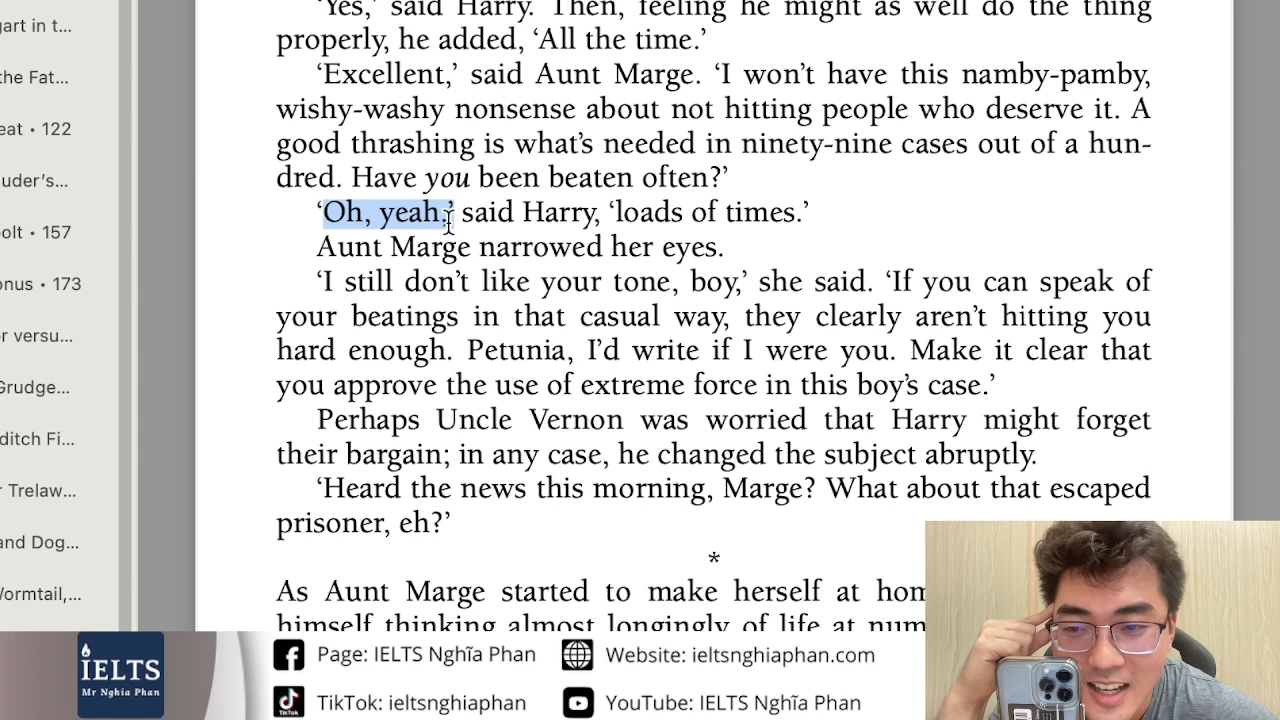 gart in t...
the Fat...
eat • 122
uder's...
olt • 157
onus • 173
r versu...
Grudge...
ditch Fi...
r Trelaw...
and Dog...
Wormtail,...
'Yes,' said Harry. Then, feeling he might as well do the thing
properly, he added, 'All the time.'
'Excellent,' said Aunt Marge. 'I won't have this namby-pamby,
wishy-washy nonsense about not hitting people who deserve it. A
good thrashing is what's needed in ninety-nine cases out of a hun-
dred. Have you been beaten often?'
'Oh, yeah,' said Harry, 'loads of times.'
Aunt Marge narrowed her eyes.
'I still don't like your tone, boy,' she said. 'If you can speak of
your beatings in that casual way, they clearly aren't hitting you
hard enough. Petunia, I'd write if I were you. Make it clear that
you approve the use of extreme force in this boy's case.'
Perhaps Uncle Vernon was worried that Harry might forget
their bargain; in any case, he changed the subject abruptly.
'Heard the news this morning, Marge? What about that escaped
prisoner, eh?'
*
As Aunt Marge started to make herself at hom
himself thinking almost longingly of life at num
IELTS
Mr Nghia Phan
Page: IELTS Nghĩa Phan
Website: ieltsnghiaphan.com
TikTok: ieltsnghiaphan
YouTube: IELTS Nghĩa Phan